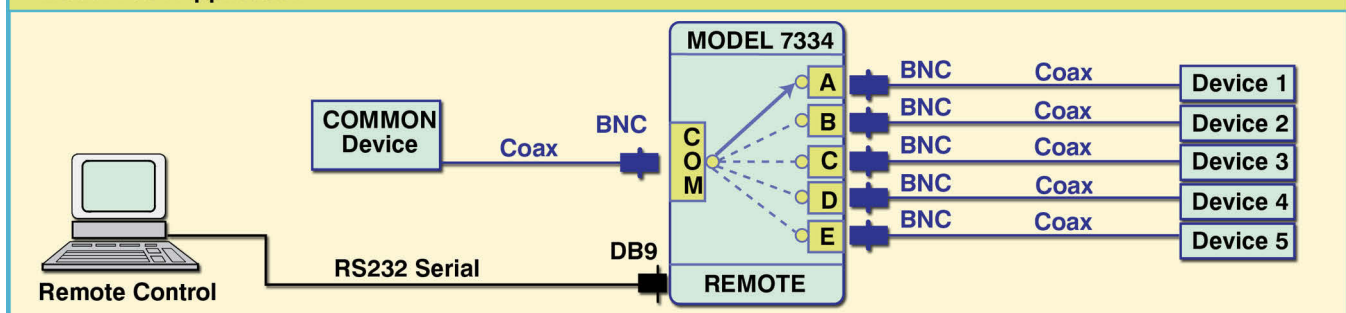 MODEL 7334
COMMON
Device
Coax
BNC
COM
A
BNC
Coax
Device 1
B
BNC
Coax
Device 2
C
BNC
Coax
Device 3
D
BNC
Coax
Device 4
E
BNC
Coax
Device 5
DB9
RS232 Serial
REMOTE
Remote Control